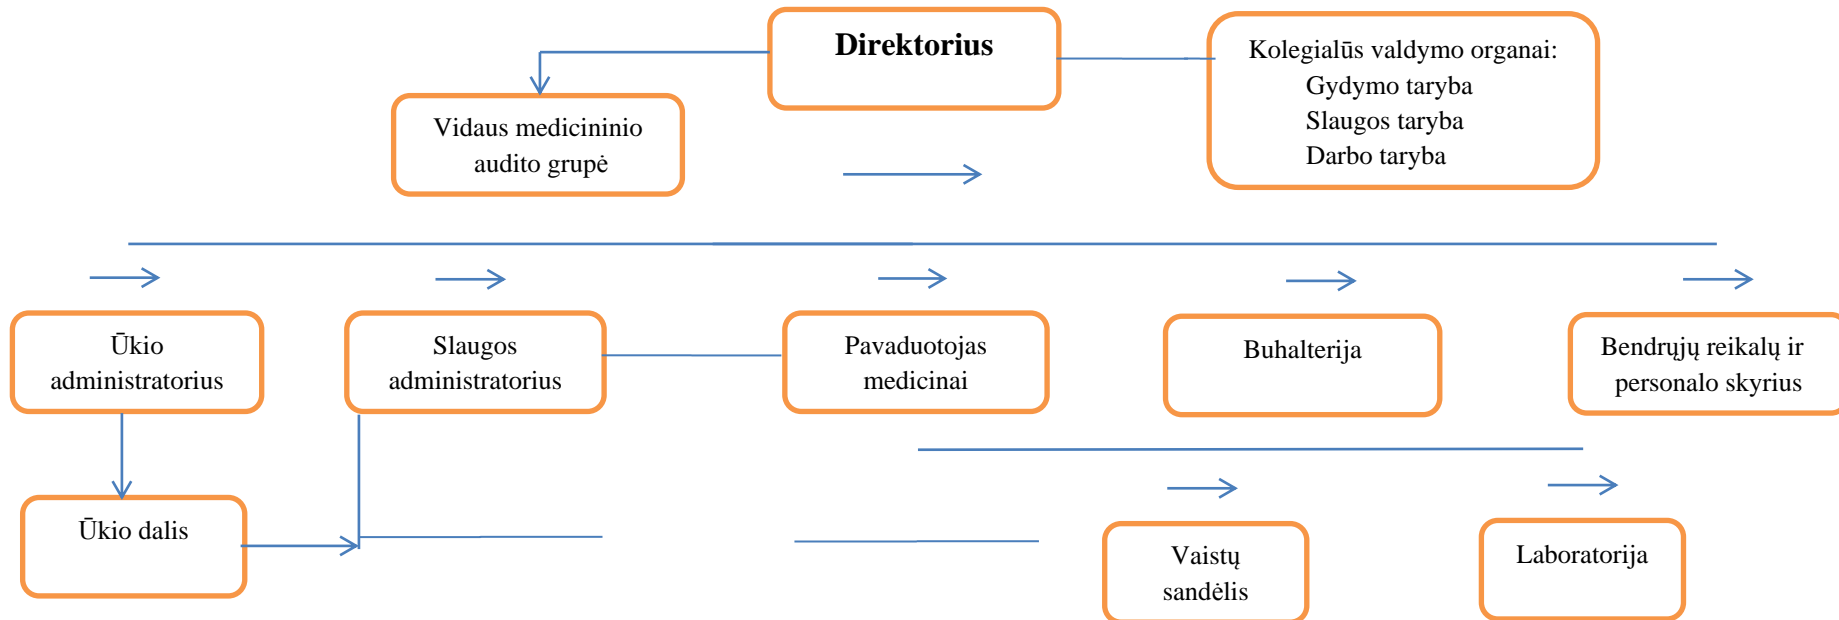 Direktorius
Kolegialūs valdymo organai:
Gydymo taryba
Slaugos taryba
Darbo taryba
Vidaus medicininio
audito grupė
Ūkio
administratorius
Slaugos
administratorius
Pavaduotojas
medicinai
Buhalterija
Bendrųjų reikalų ir
personalo skyrius
Ūkio dalis
Vaistų
sandėlis
Laboratorija